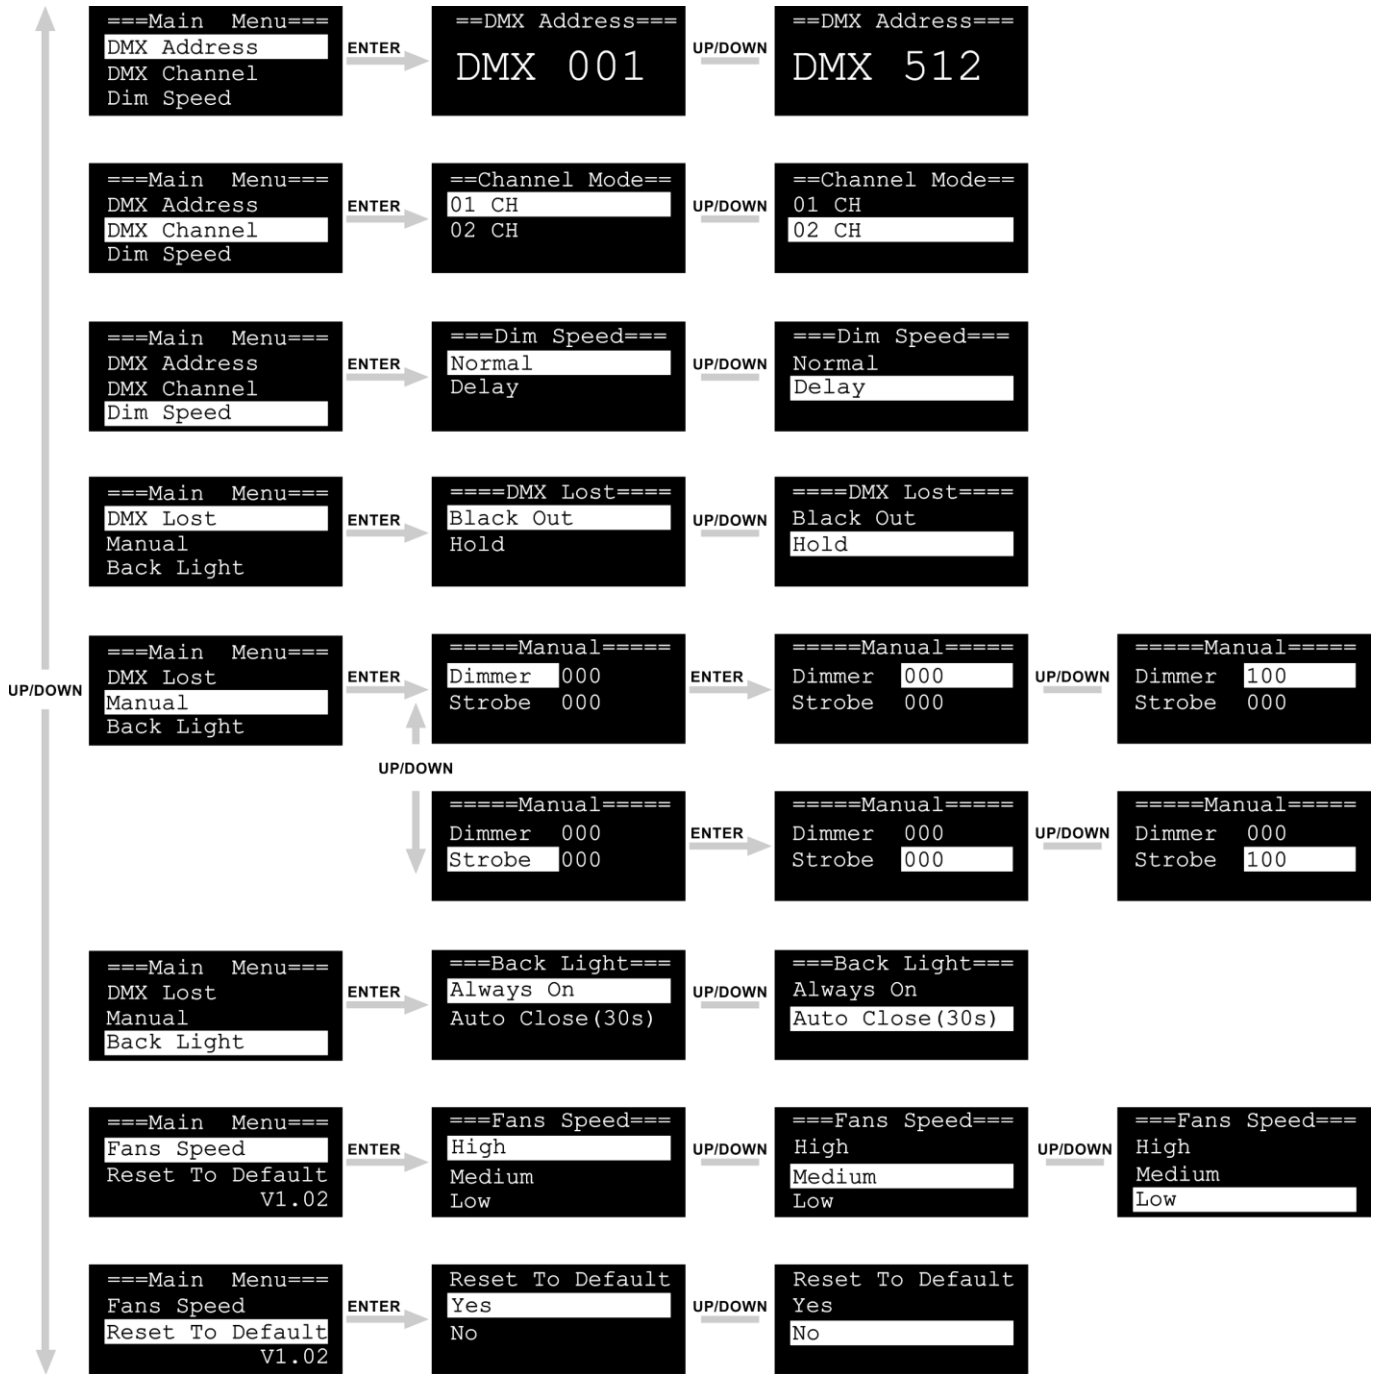 ===Main Menu===
DMX Address
DMX Channel
Dim Speed
ENTER
==DMX Address===
DMX 001
UP/DOWN
==DMX Address===
DMX 512
===Main Menu===
DMX Address
DMX Channel
Dim Speed
ENTER
==Channel Mode==
01 CH
02 CH
UP/DOWN
==Channel Mode==
01 CH
02 CH
===Main Menu===
DMX Address
DMX Channel
Dim Speed
ENTER
===Dim Speed===
Normal
Delay
UP/DOWN
===Dim Speed===
Normal
Delay
===Main Menu===
DMX Lost
Manual
Back Light
ENTER
====DMX Lost====
Black Out
Hold
UP/DOWN
====DMX Lost====
Black Out
Hold
UP/DOWN
===Main Menu===
DMX Lost
Manual
Back Light
ENTER
=====Manual=====
Dimmer 000
Strobe 000
ENTER
=====Manual=====
Dimmer 000
Strobe 000
UP/DOWN
=====Manual=====
Dimmer 100
Strobe 000
UP/DOWN
=====Manual=====
Dimmer 000
Strobe 000
ENTER
=====Manual=====
Dimmer 000
Strobe 000
UP/DOWN
=====Manual=====
Dimmer 000
Strobe 100
===Main Menu===
DMX Lost
Manual
Back Light
ENTER
===Back Light===
Always On
Auto Close(30s)
UP/DOWN
===Back Light===
Always On
Auto Close(30s)
===Main Menu===
Fans Speed
Reset To Default
V1.02
ENTER
===Fans Speed===
High
Medium
Low
UP/DOWN
===Fans Speed===
High
Medium
Low
UP/DOWN
===Fans Speed===
High
Medium
Low
===Main Menu===
Fans Speed
Reset To Default
V1.02
ENTER
Reset To Default
Yes
No
UP/DOWN
Reset To Default
Yes
No